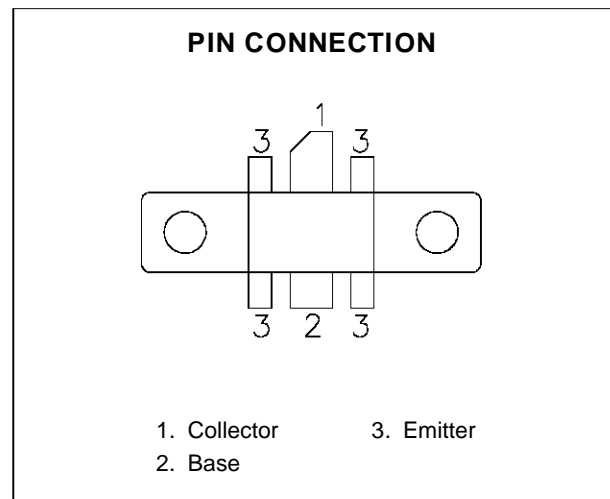 PIN CONNECTION
1
3 3
3 2 3
1. Collector 3. Emitter
2. Base